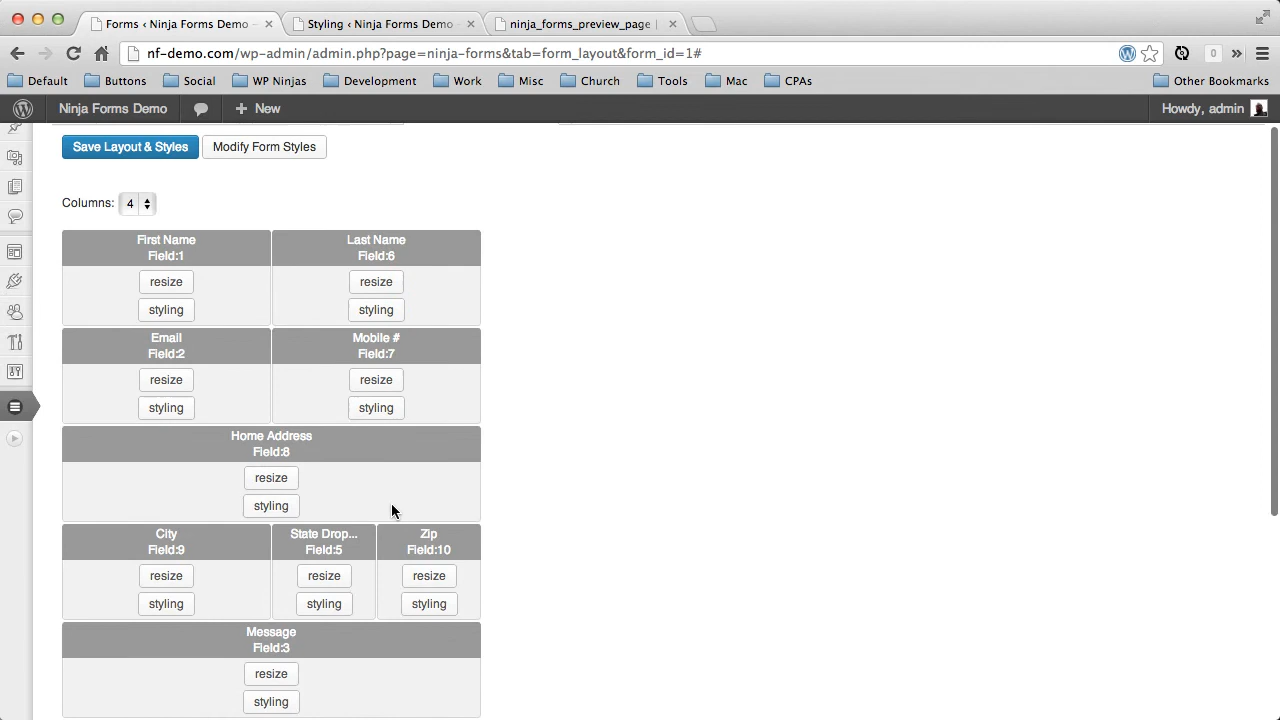 Forms ‹ Ninja Forms Demo –
Styling ‹ Ninja Forms Demo
ninja_forms_preview_page |
nf-demo.com/wp-admin/admin.php?page=ninja-forms&tab=form_layout&form_id=1#
0
Default Buttons Social WP Ninjas Development Work Misc Church Tools Mac CPAs Other Bookmarks
Ninja Forms Demo + New Howdy, admin
Save Layout & Styles Modify Form Styles
Columns: 4
First Name Last Name
Field:1 Field:6
resize resize
styling styling
Email Mobile #
Field:2 Field:7
resize resize
styling styling
Home Address
Field:8
resize
styling
City State Drop... Zip
Field:9 Field:5 Field:10
resize resize resize
styling styling styling
Message
Field:3
resize
styling